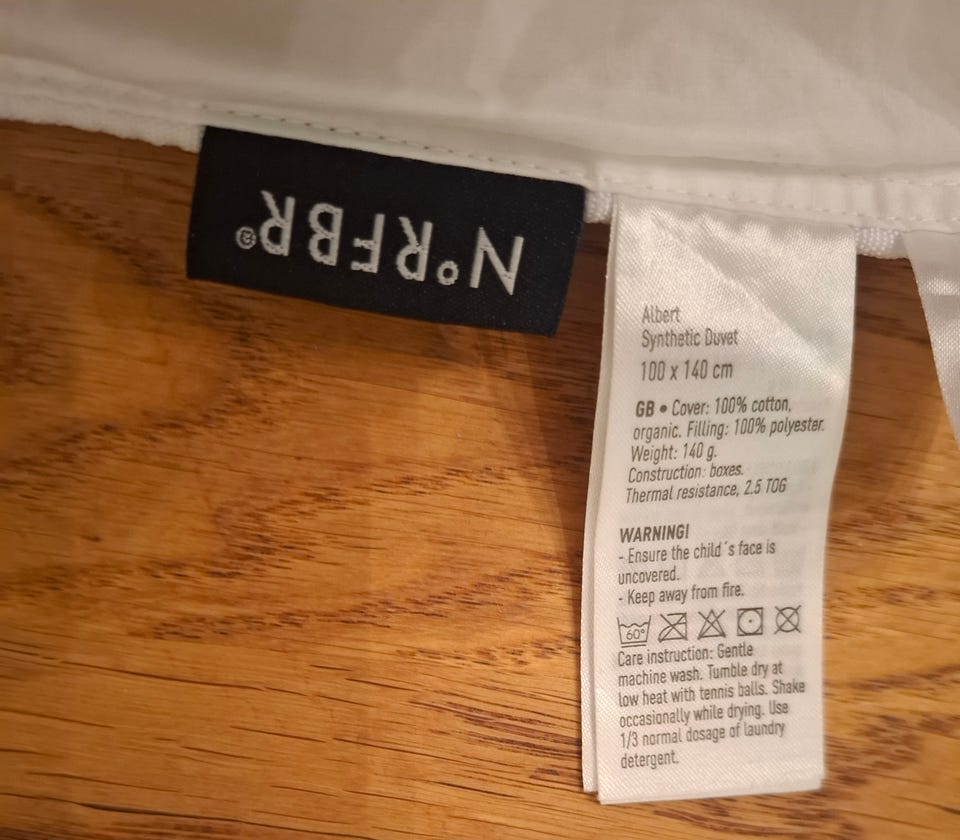 N°RFBR®
Albert
Synthetic Duvet
100 x 140 cm
GB • Cover: 100% cotton,
organic. Filling: 100% polyester.
Weight: 140 g.
Construction: boxes.
Thermal resistance, 2.5 TOG
WARNING!
- Ensure the child´s face is
uncovered.
- Keep away from fire.
60°
Care instruction: Gentle
machine wash. Tumble dry at
low heat with tennis balls. Shake
occasionally while drying. Use
1/3 normal dosage of laundry
detergent.